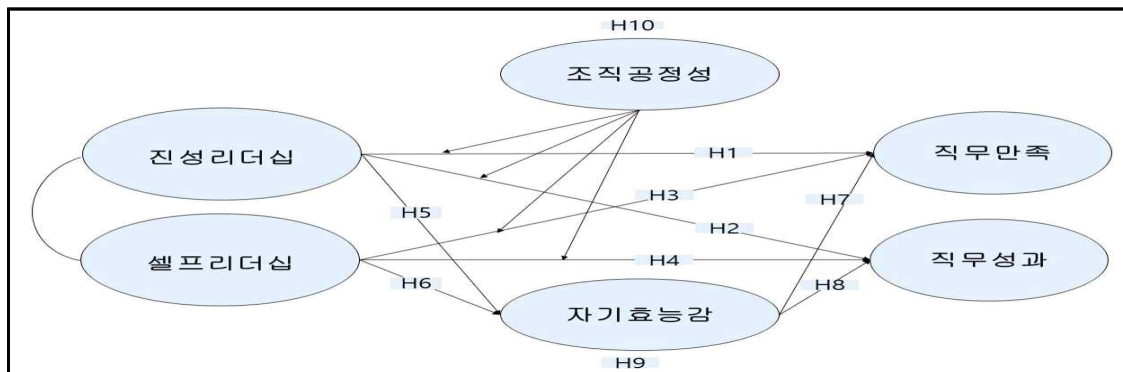 H10
조직공정성
진성리더십
H1
직무만족
H3
H7
H5
H2
셀프리더십
H4
직무성과
H6
H8
자기효능감
H9